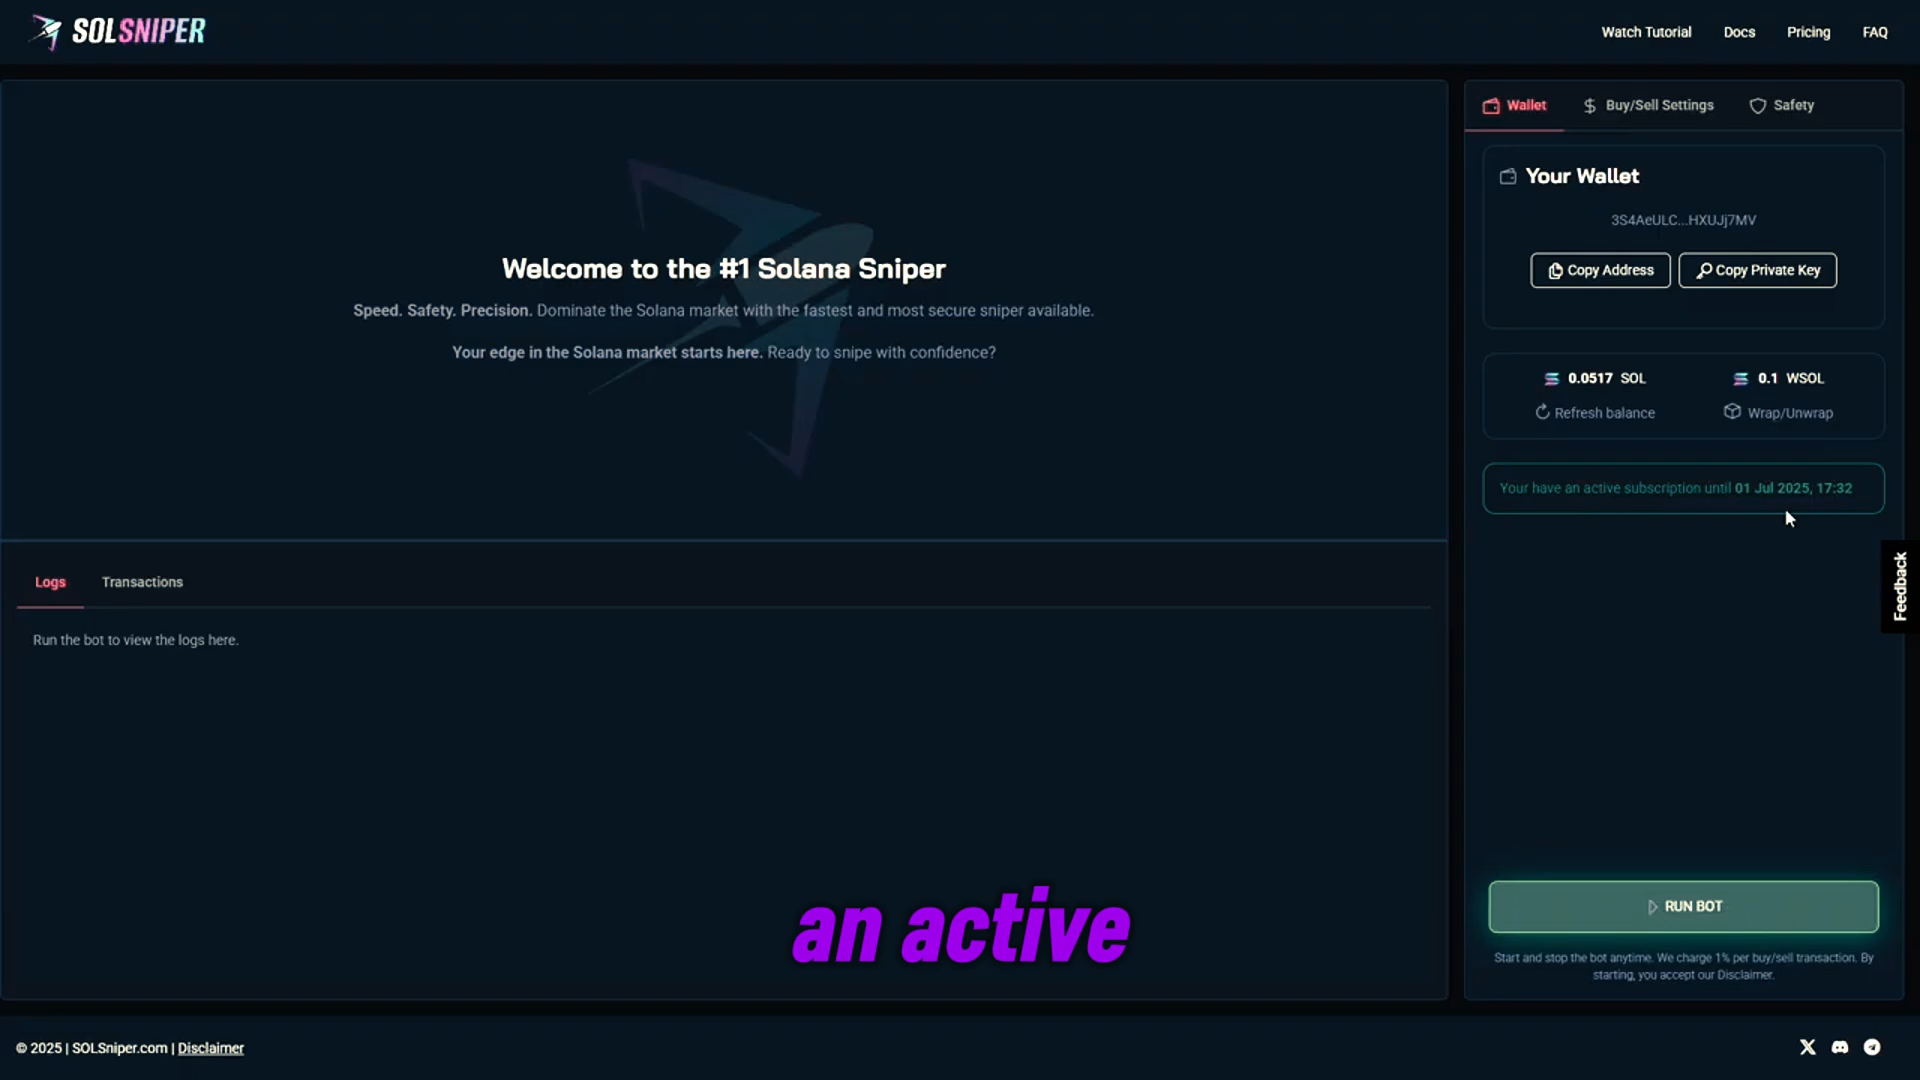 SOLSNIPER
Watch Tutorial Docs Pricing FAQ
Welcome to the #1 Solana Sniper
Speed. Safety. Precision. Dominate the Solana market with the fastest and most secure sniper available.
Your edge in the Solana market starts here. Ready to snipe with confidence?
Logs Transactions
Run the bot to view the logs here.
Wallet Buy/Sell Settings Safety
Your Wallet
3S4AeULC...HXUJj7MV
Copy Address Copy Private Key
0.0517 SOL 0.1 WSOL
Refresh balance Wrap/Unwrap
Your have an active subscription until 01 Jul 2025, 17:32
Feedback
RUN BOT
Start and stop the bot anytime. We charge 1% per buy/sell transaction. By
starting, you accept our Disclaimer.
an active
© 2025 | SOLSniper.com | Disclaimer